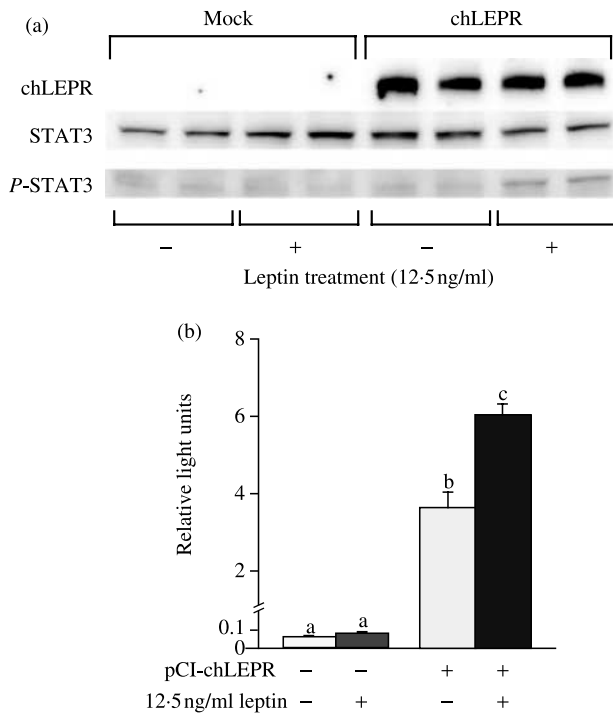 (a)
Mock chLEPR
chLEPR
STAT3
P-STAT3
– + – +
Leptin treatment (12·5 ng/ml)
(b)
8
c
6
Relative light units
b
4
2
a a
0.1
0
pCI-chLEPR – – + +
12·5 ng/ml leptin – + – +